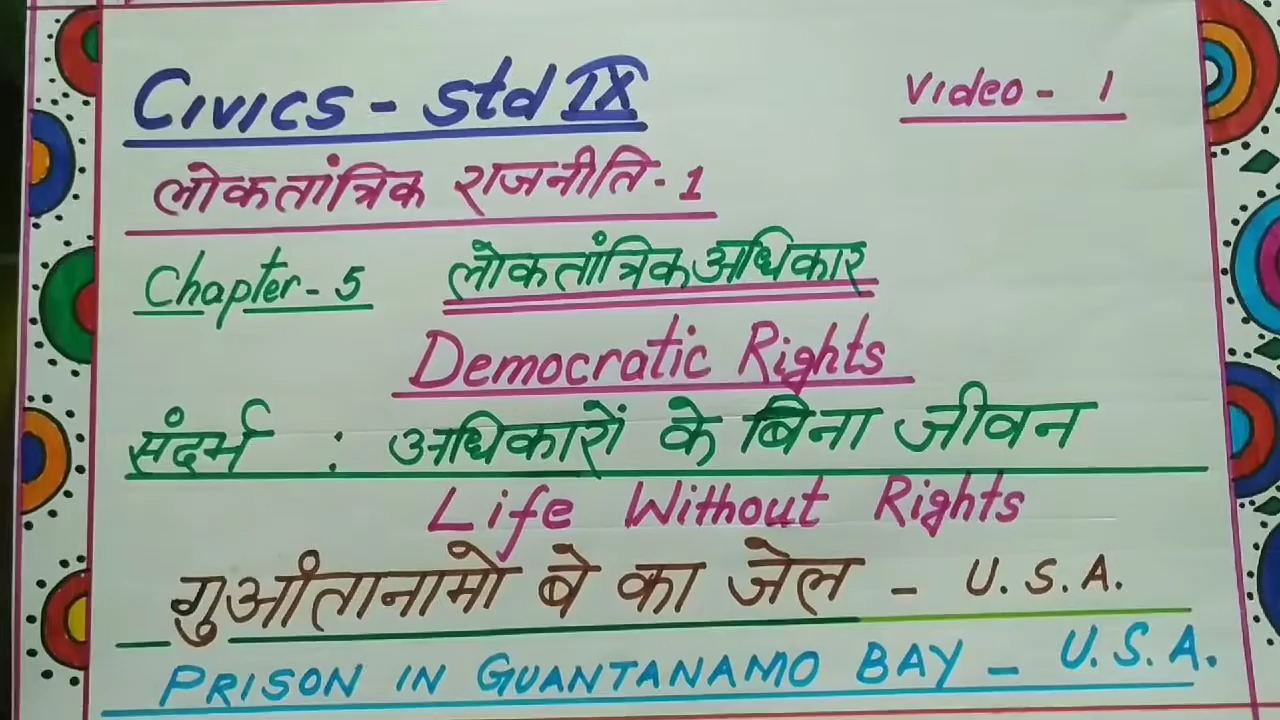 Civics - Std IX
Video - 1
लोकतांत्रिक राजनीति - 1
Chapter - 5 लोकतांत्रिक अधिकार
Democratic Rights
संदर्भ : अधिकारों के बिना जीवन
Life Without Rights
गुआंतानामो बे का जेल - U.S.A.
PRISON IN GUANTANAMO BAY - U.S.A.